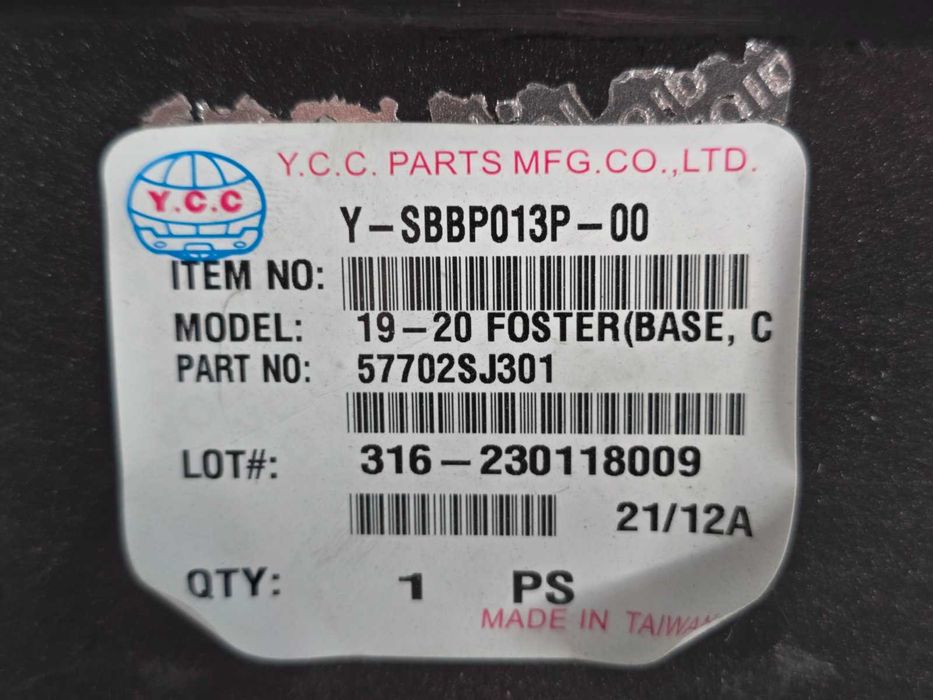 Y.C.C. PARTS MFG.CO.,LTD.
Y.C.C
Y-SBBP013P-00
ITEM NO:
MODEL: 19-20 FOSTER(BASE, C
PART NO: 57702SJ301
LOT#: 316-230118009
21/12A
QTY: 1 PS
MADE IN TAIWAN